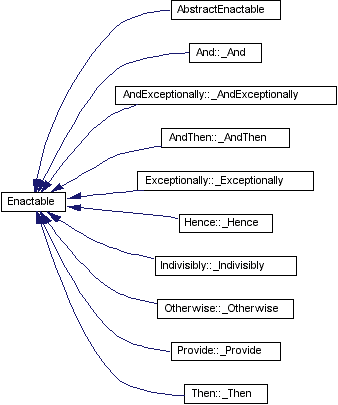 AbstractEnactable
And::_And
AndExceptionally::_AndExceptionally
AndThen::_AndThen
Exceptionally::_Exceptionally
Enactable
Hence::_Hence
Indivisibly::_Indivisibly
Otherwise::_Otherwise
Provide::_Provide
Then::_Then